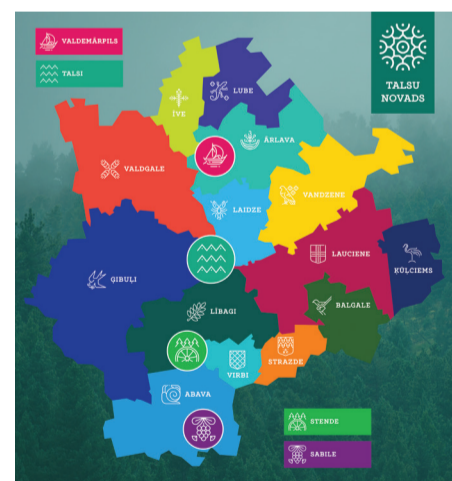 VALDEMĀRPILS
TALSI
TALSU
NOVADS
LUBE
ĪVE
ĀRLAVA
VALDGALE
VANDZENE
LAIDZE
LAUCIENE
ĶŪĻCIEMS
ĢIBUĻI
BALGALE
LĪBAGI
STRAZDE
VIRBI
ABAVA
STENDE
SABILE